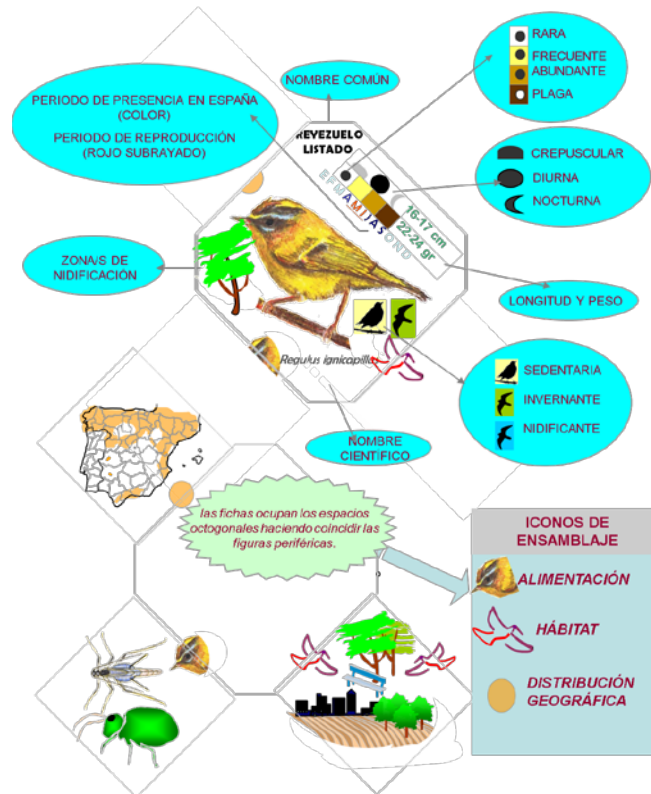 RARA
FRECUENTE
ABUNDANTE
PLAGA
NOMBRE COMÚN
PERIODO DE PRESENCIA EN ESPAÑA
(COLOR)
PERIODO DE REPRODUCCIÓN
(ROJO SUBRAYADO)
REYEZUELO
LISTADO
CREPUSCULAR
DIURNA
NOCTURNA
EFMAMIJASOND
16-17 cm
22-24 gr
ZONA/S DE
NIDIFICACIÓN
LONGITUD Y PESO
Regulus ignicapillas
SEDENTARIA
INVERNANTE
NIDIFICANTE
NOMBRE
CIENTÍFICO
las fichas ocupan los espacios
octogonales haciendo coincidir las
figuras periféricas.
ICONOS DE
ENSAMBLAJE
ALIMENTACIÓN
HÁBITAT
DISTRIBUCIÓN
GEOGRÁFICA